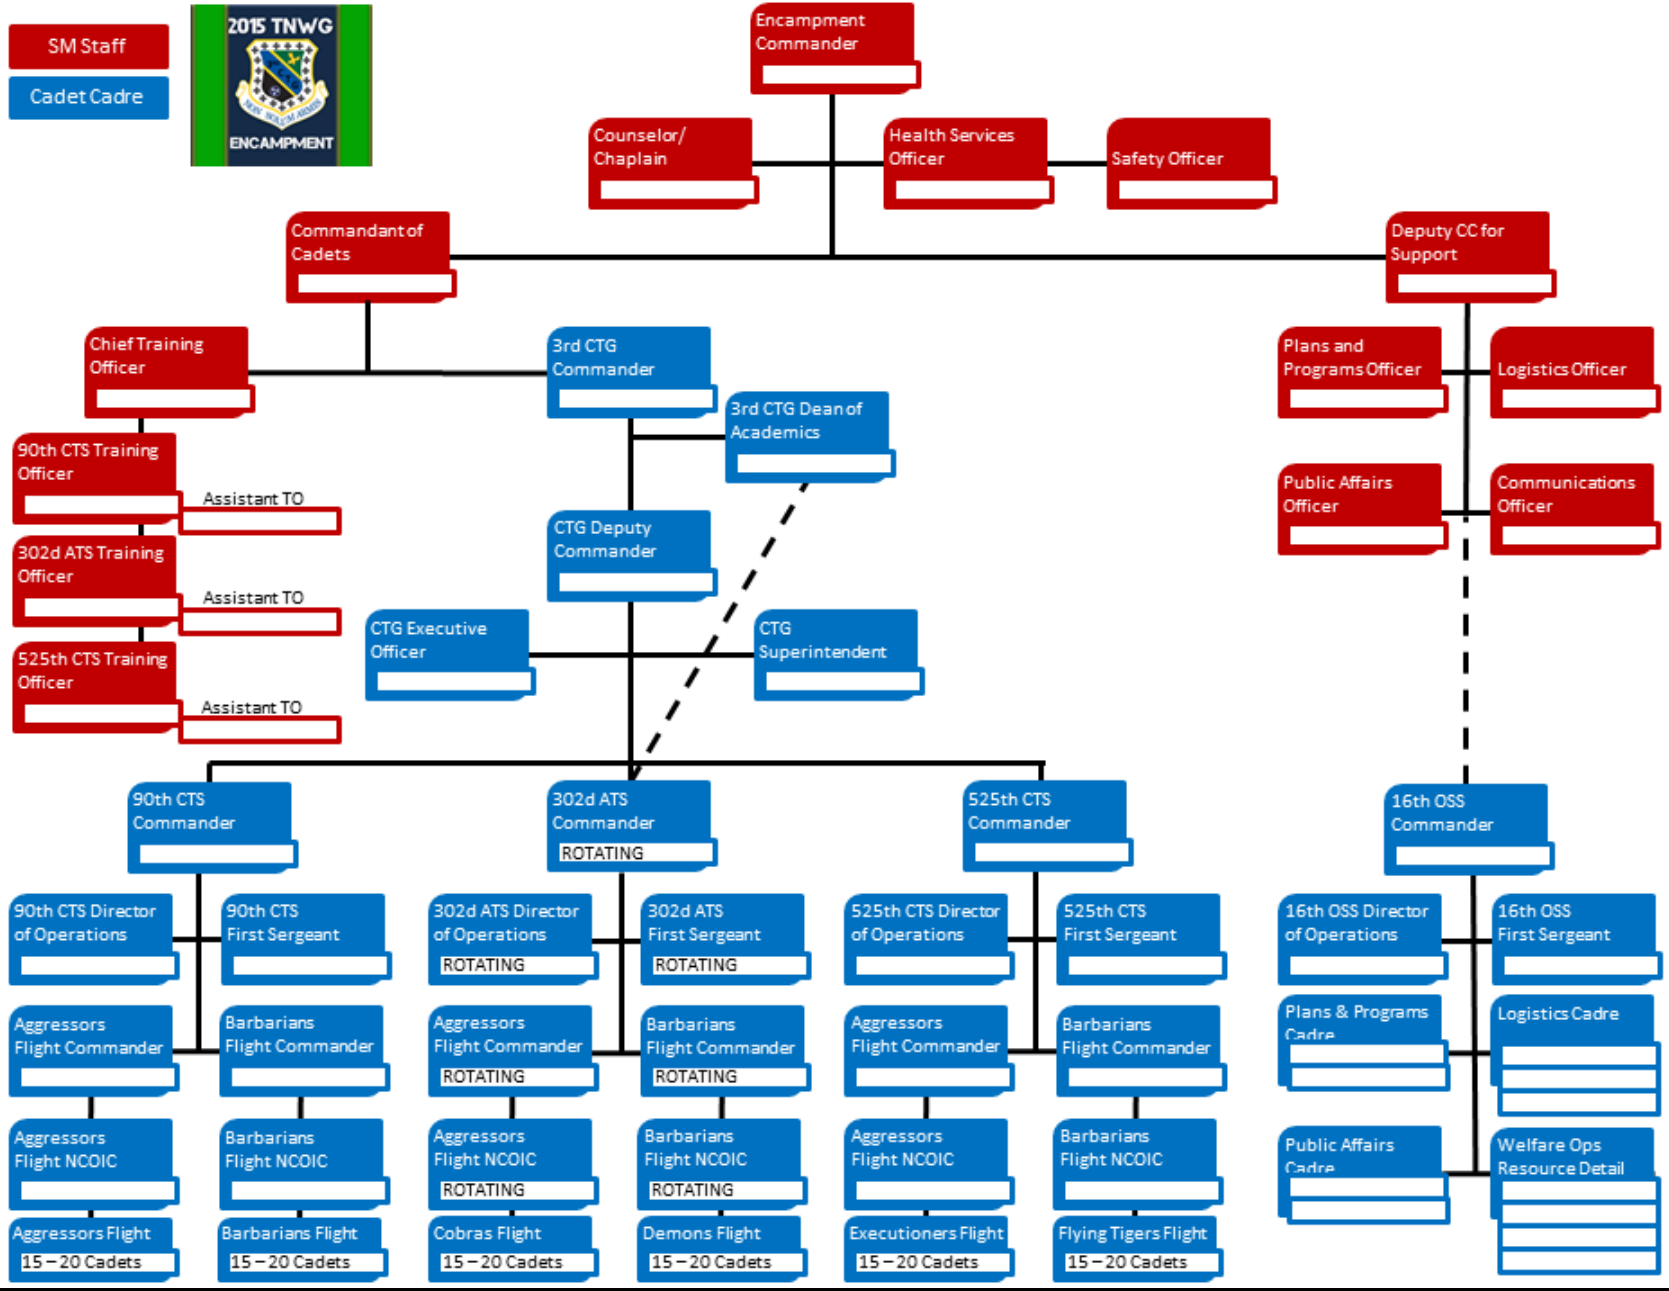 SM Staff
Cadet Cadre
2015 TNWG
NON SOLUM ARMIS
ENCAMPMENT
Encampment
Commander
Counselor/
Chaplain
Health Services
Officer
Safety Officer
Commandant of
Cadets
Deputy CC for
Support
Chief Training
Officer
3rd CTG
Commander
3rd CTG Dean of
Academics
Plans and
Programs Officer
Logistics Officer
90th CTS Training
Officer
Assistant TO
302d ATS Training
Officer
Assistant TO
525th CTS Training
Officer
Assistant TO
CTG Deputy
Commander
Public Affairs
Officer
Communications
Officer
CTG Executive
Officer
CTG
Superintendent
90th CTS
Commander
302d ATS
Commander
ROTATING
525th CTS
Commander
16th OSS
Commander
90th CTS Director
of Operations
90th CTS
First Sergeant
302d ATS Director
of Operations
ROTATING
302d ATS
First Sergeant
ROTATING
525th CTS Director
of Operations
525th CTS
First Sergeant
16th OSS Director
of Operations
16th OSS
First Sergeant
Aggressors
Flight Commander
Barbarians
Flight Commander
Aggressors
Flight Commander
ROTATING
Barbarians
Flight Commander
ROTATING
Aggressors
Flight Commander
Barbarians
Flight Commander
Plans & Programs
Cadre
Logistics Cadre
Aggressors
Flight NCOIC
Barbarians
Flight NCOIC
Aggressors
Flight NCOIC
ROTATING
Barbarians
Flight NCOIC
ROTATING
Aggressors
Flight NCOIC
Barbarians
Flight NCOIC
Public Affairs
Cadre
Welfare Ops
Resource Detail
Aggressors Flight
15 – 20 Cadets
Barbarians Flight
15 – 20 Cadets
Cobras Flight
15 – 20 Cadets
Demons Flight
15 – 20 Cadets
Executioners Flight
15 – 20 Cadets
Flying Tigers Flight
15 – 20 Cadets